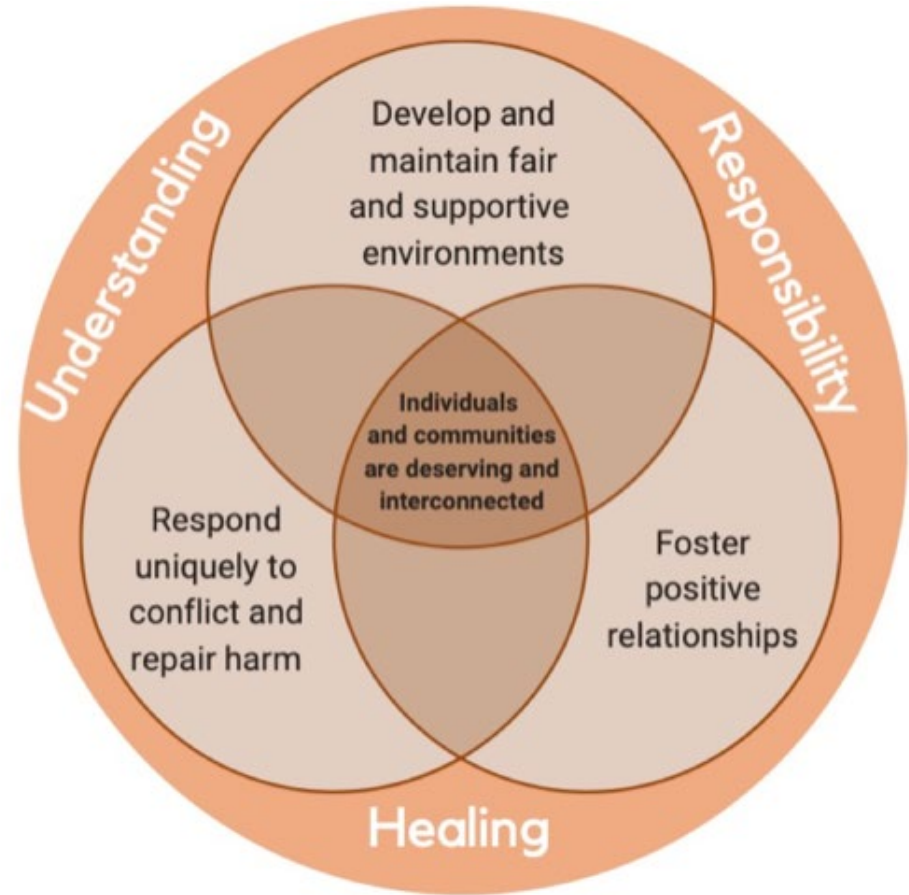 Understanding
Responsibility
Develop and
maintain fair
and supportive
environments
Individuals
and communities
are deserving and
interconnected
Respond
uniquely to
conflict and
repair harm
Foster
positive
relationships
Healing